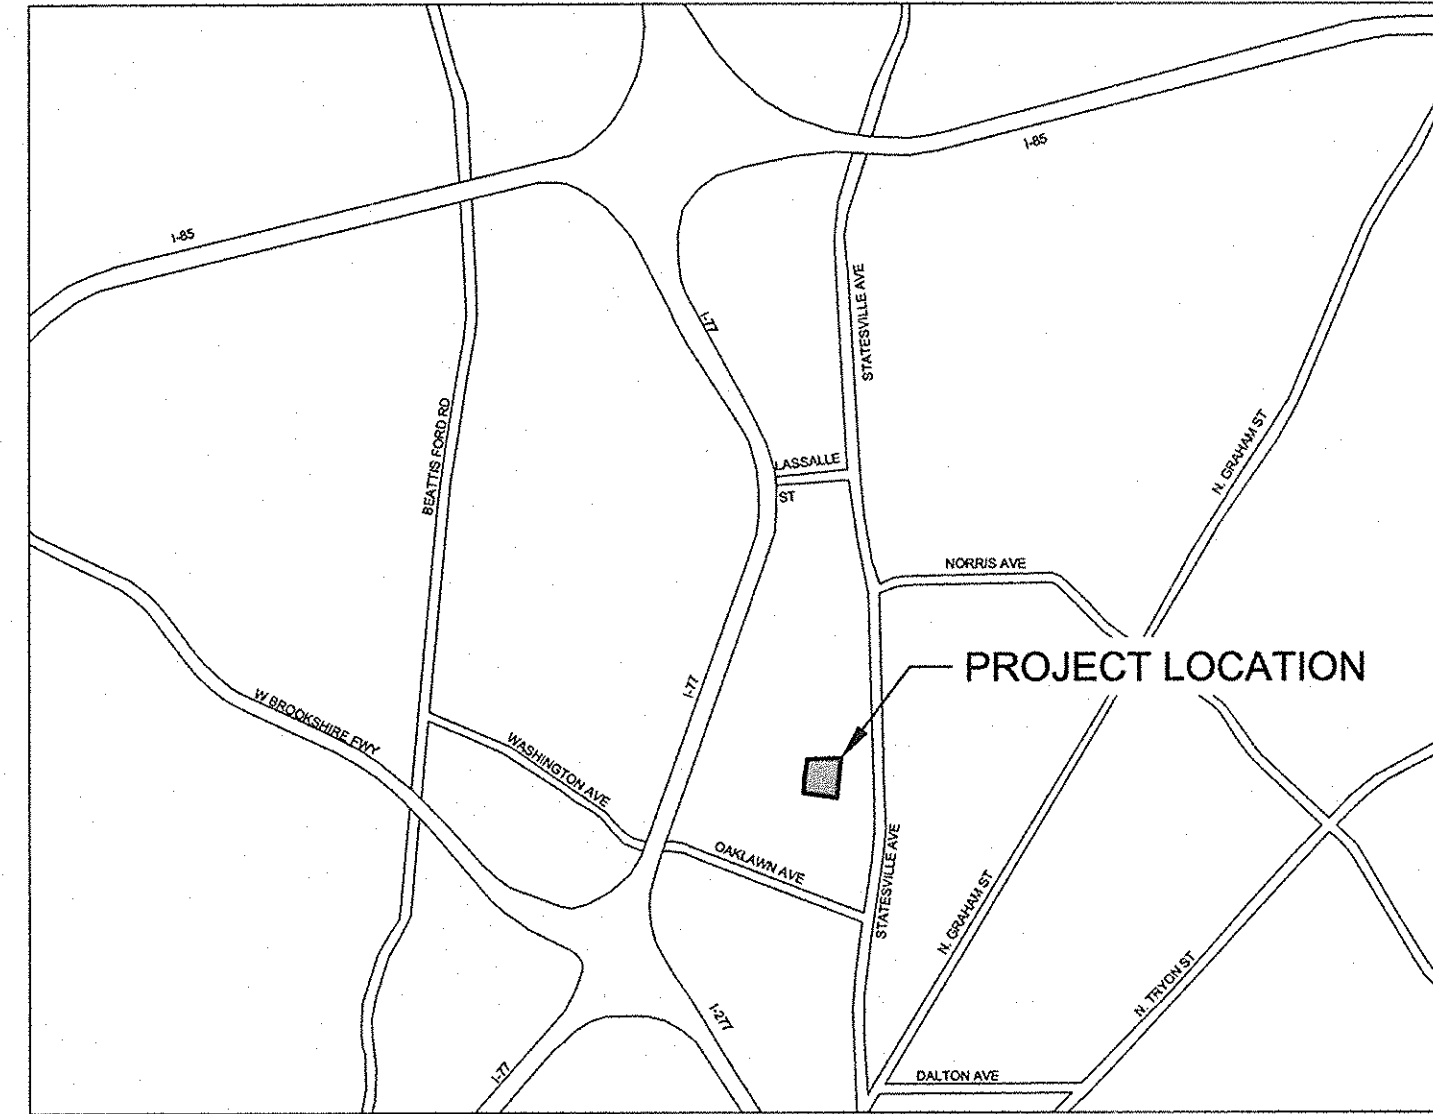 I-85
I-85
I-77
STATESVILLE AVE
BEATTIS FORD RD
N. GRAHAM ST
LASSALLE
ST
NORRIS AVE
PROJECT LOCATION
I-77
W BROOKSHIRE FWY
WASHINGTON AVE
OAKLAWN AVE
STATESVILLE AVE
N. GRAHAM ST
N. TRYON ST
I-277
I-77
DALTON AVE